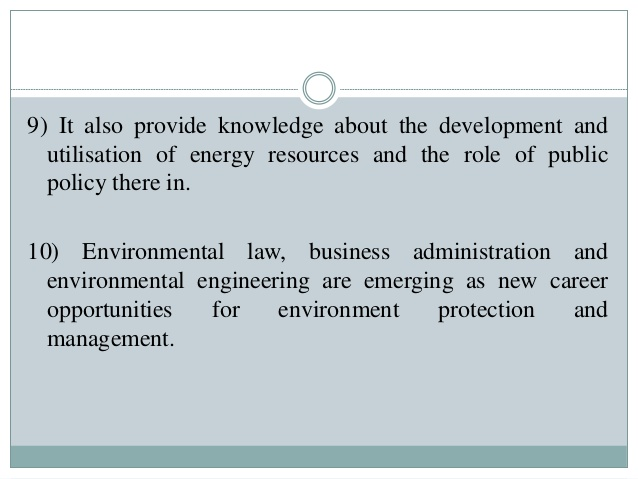 9) It also provide knowledge about the development and
utilisation of energy resources and the role of public
policy there in.
10) Environmental law, business administration and
environmental engineering are emerging as new career
opportunities for environment protection and
management.